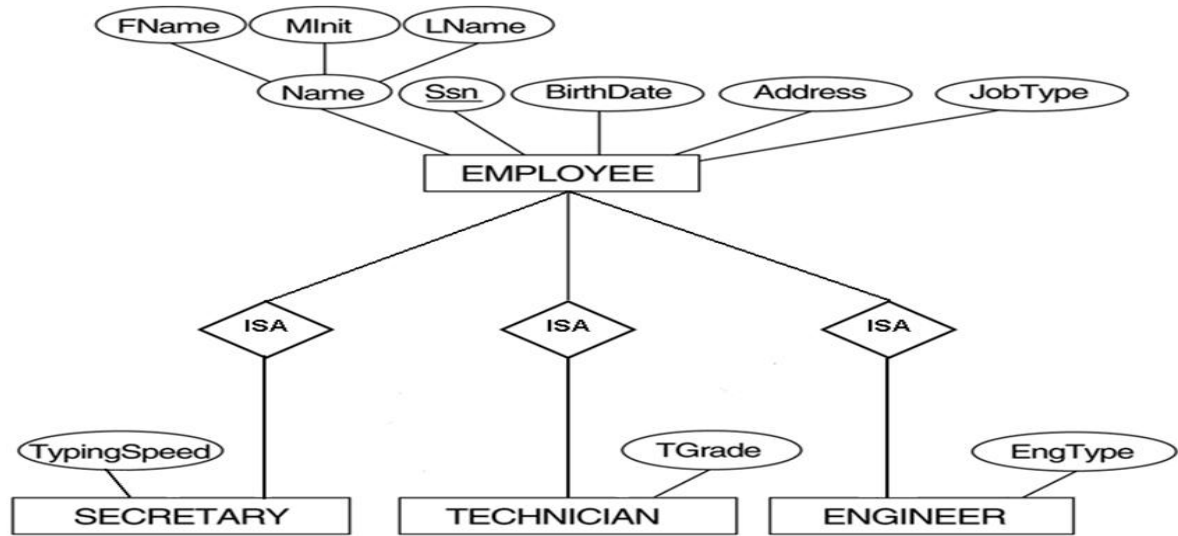 FName MInit LName
Name Ssn BirthDate Address JobType
EMPLOYEE
ISA ISA ISA
TypingSpeed TGrade EngType
SECRETARY TECHNICIAN ENGINEER